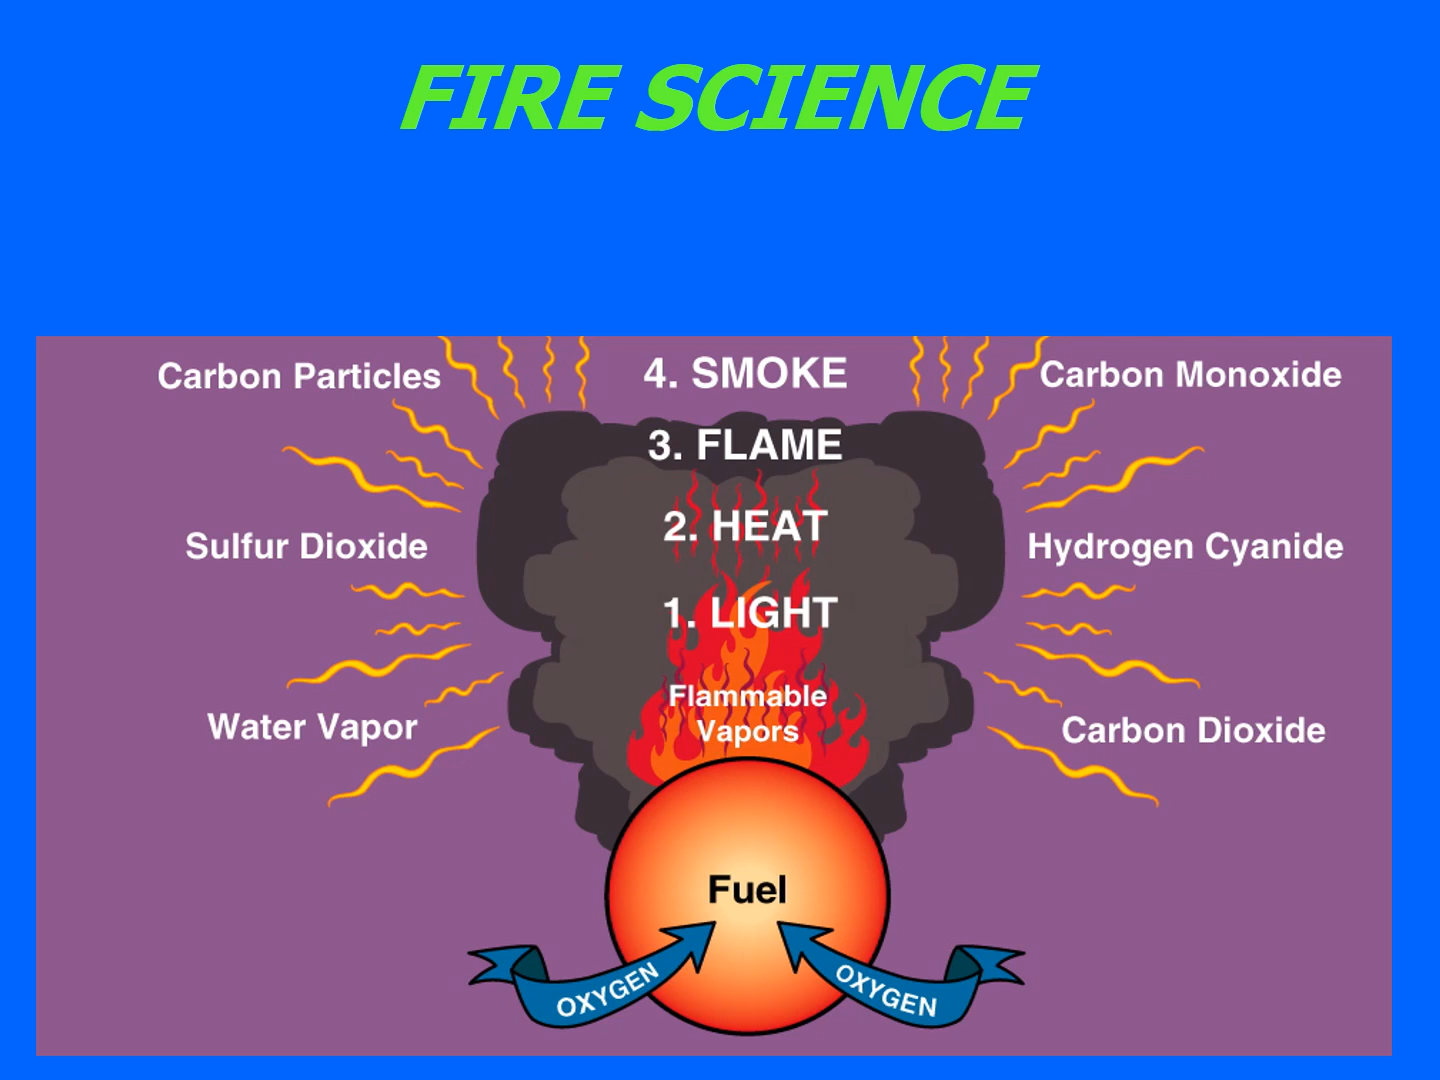 FIRE SCIENCE
Carbon Particles
4. SMOKE
Carbon Monoxide
3. FLAME
2. HEAT
Sulfur Dioxide
Hydrogen Cyanide
1. LIGHT
Flammable
Vapors
Water Vapor
Carbon Dioxide
Fuel
OXYGEN
OXYGEN